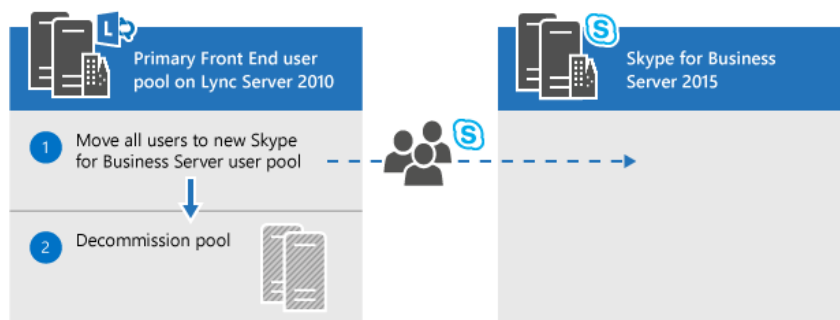 Primary Front End user
pool on Lync Server 2010
Skype for Business
Server 2015
1
Move all users to new Skype
for Business Server user pool
2
Decommission pool
L
S
S